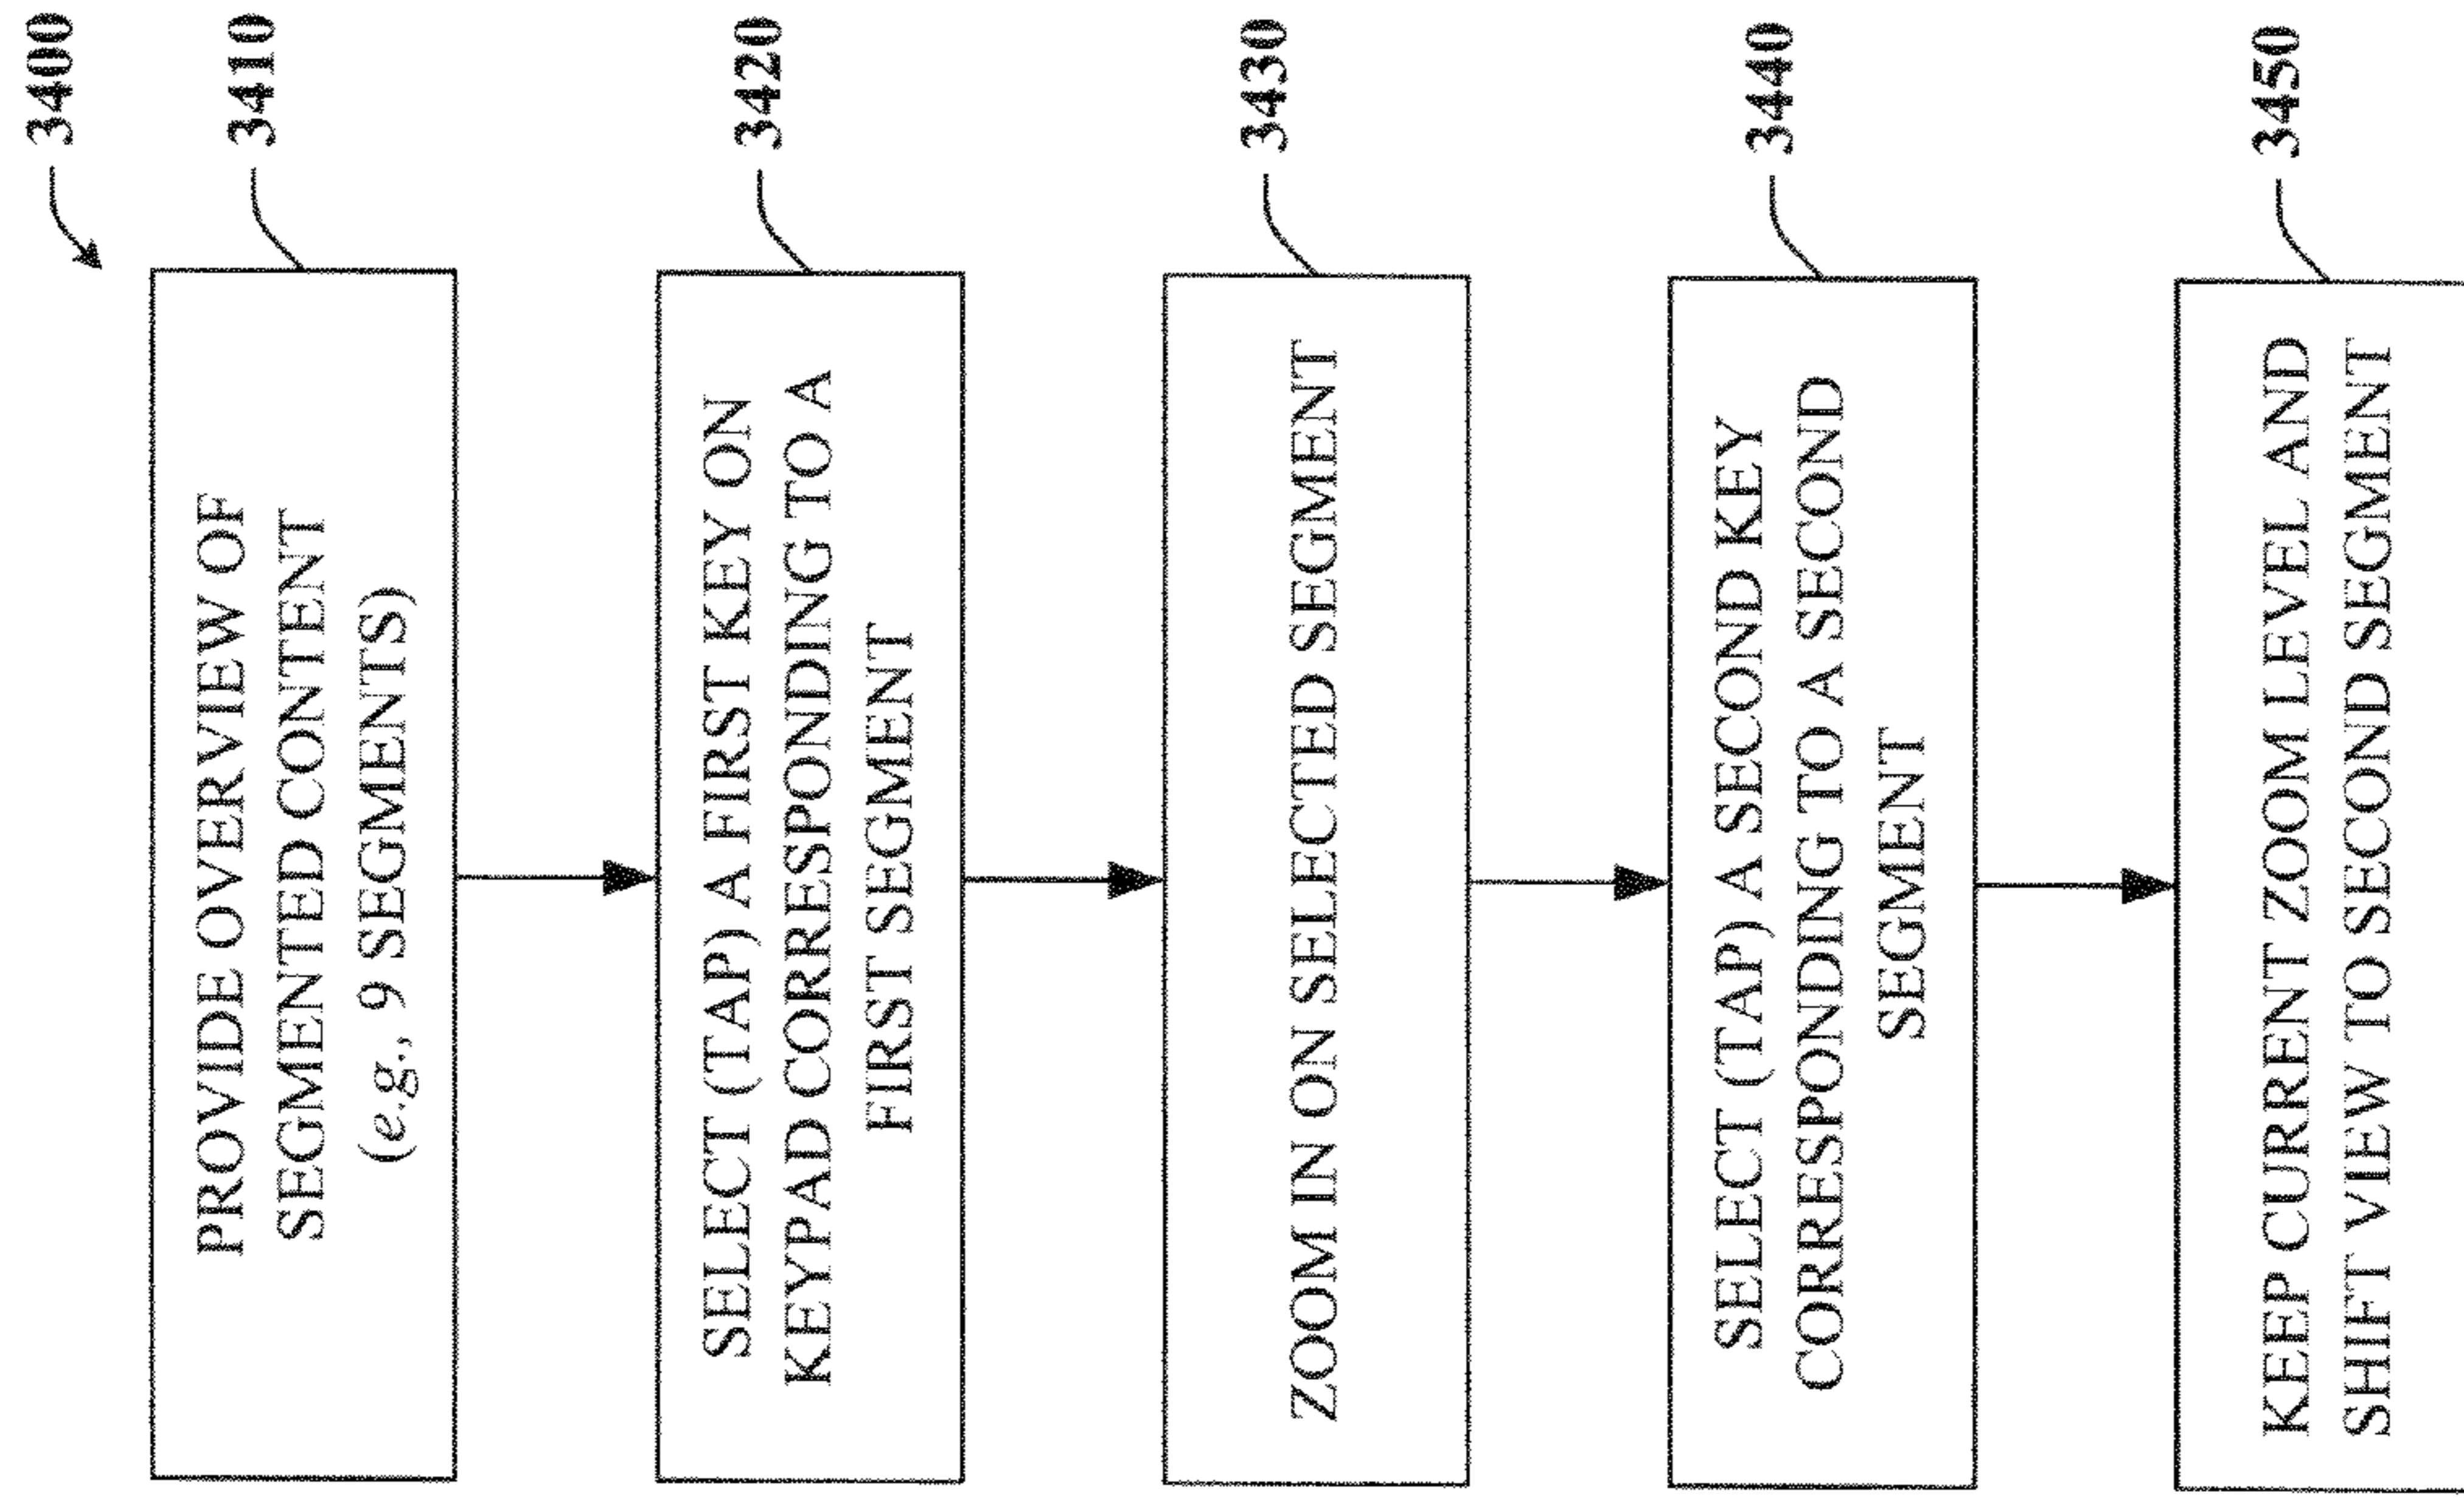 3400
3410
PROVIDE OVERVIEW OF
SEGMENTED CONTENT
(e.g., 9 SEGMENTS)
3420
SELECT (TAP) A FIRST KEY ON
KEYPAD CORRESPONDING TO A
FIRST SEGMENT
3430
ZOOM IN ON SELECTED SEGMENT
3440
SELECT (TAP) A SECOND KEY
CORRESPONDING TO A SECOND
SEGMENT
3450
KEEP CURRENT ZOOM LEVEL AND
SHIFT VIEW TO SECOND SEGMENT